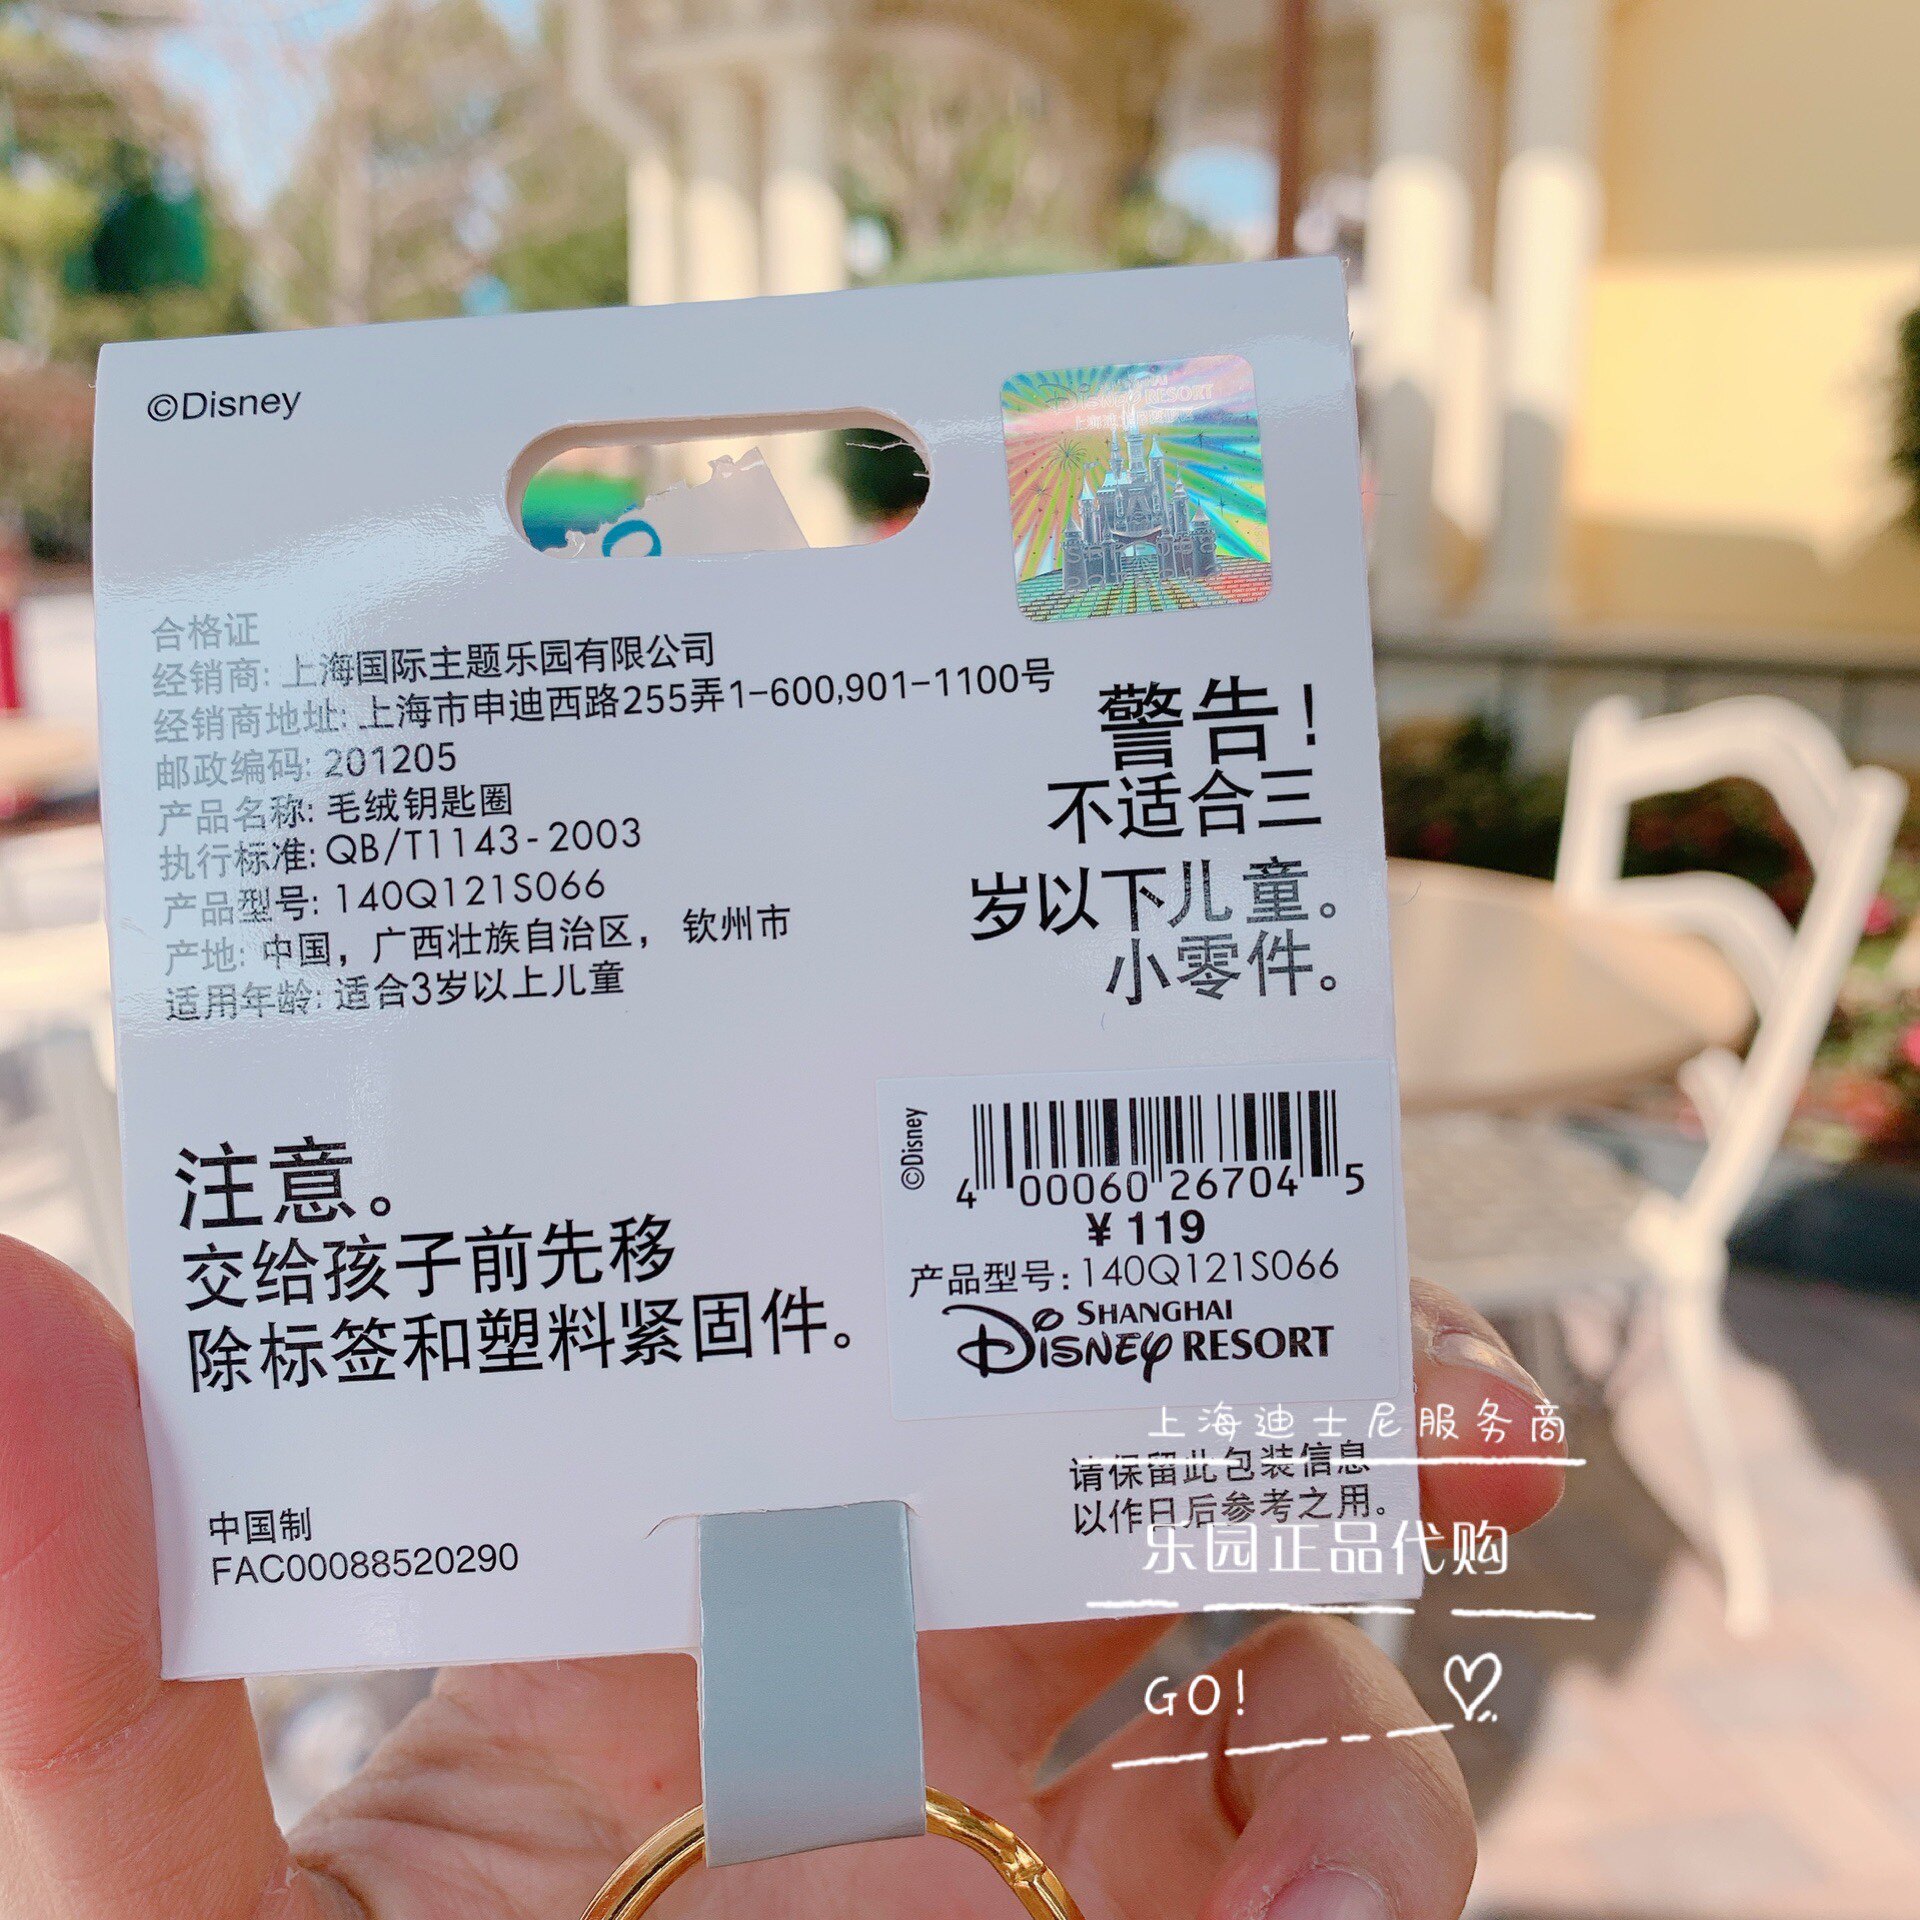 ©Disney
DISNEY RESORT
合格证
经销商: 上海国际主题乐园有限公司
经销商地址: 上海市申迪西路255弄1-600,901-1100号
邮政编码: 201205
产品名称: 毛绒钥匙圈
执行标准: QB/T1143-2003
产品型号: 140Q121S066
产地: 中国，广西壮族自治区， 钦州市
适用年龄: 适合3岁以上儿童
警告!
不适合三
岁以下儿童。
小零件。
注意。
交给孩子前先移
除标签和塑料紧固件。
©Disney
4 00060 26704 5
¥ 119
产品型号: 140Q121S066
SHANGHAI
DISNEY RESORT
中国制
FAC00088520290
请保留此包装信息
以作日后参考之用。
上海迪士尼服务商
乐园正品代购
GO!